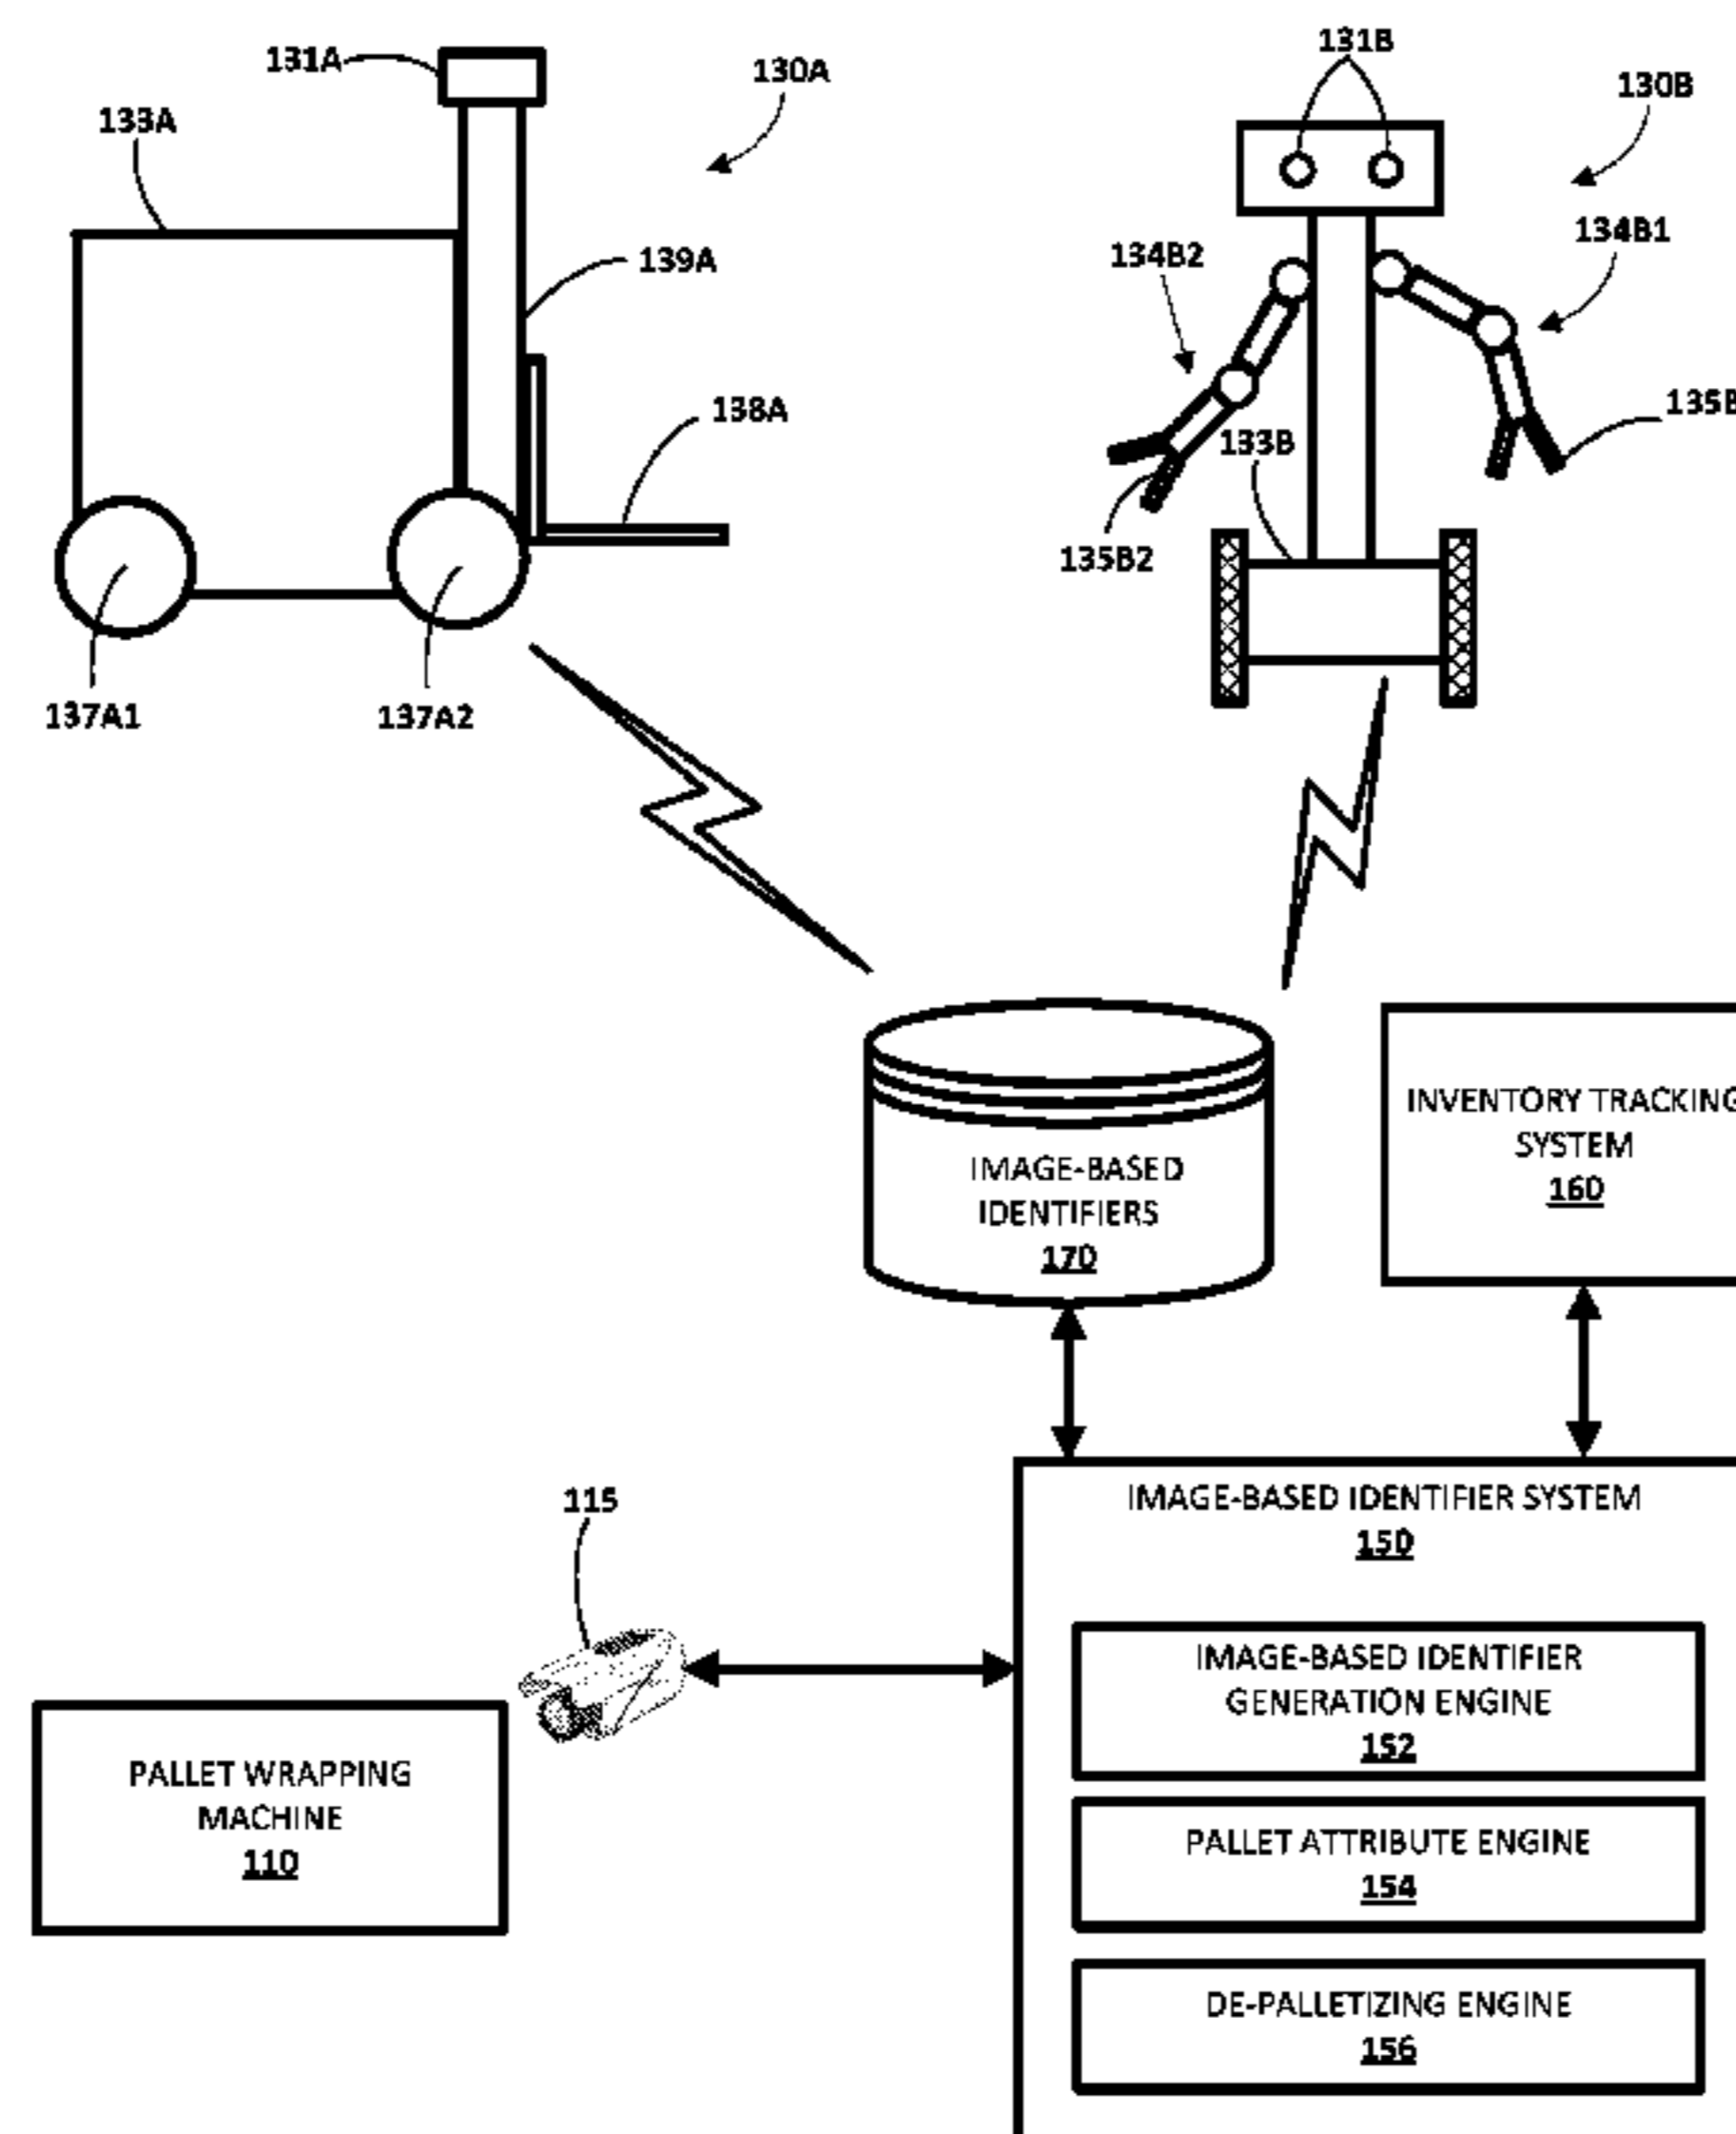 131A
130A
131B
130B
133A
134B1
134B2
139A
138A
135B
133B
135B2
137A1
137A2
INVENTORY TRACKING
SYSTEM
160
IMAGE-BASED
IDENTIFIERS
170
115
IMAGE-BASED IDENTIFIER SYSTEM
150
IMAGE-BASED IDENTIFIER
GENERATION ENGINE
152
PALLET WRAPPING
MACHINE
110
PALLET ATTRIBUTE ENGINE
154
DE-PALLETIZING ENGINE
156